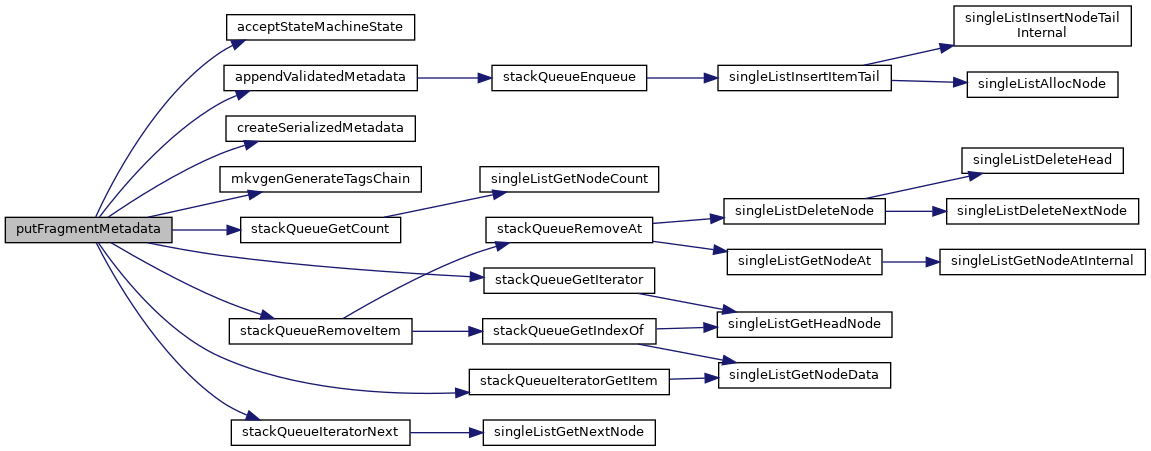 acceptStateMachineState
singleListInsertNodeTail
Internal
appendValidatedMetadata
stackQueueEnqueue
singleListInsertItemTail
singleListAllocNode
createSerializedMetadata
singleListDeleteHead
mkvgenGenerateTagsChain
singleListGetNodeCount
singleListDeleteNode
singleListDeleteNextNode
putFragmentMetadata
stackQueueGetCount
stackQueueRemoveAt
singleListGetNodeAt
singleListGetNodeAtInternal
stackQueueGetIterator
singleListGetHeadNode
stackQueueRemoveItem
stackQueueGetIndexOf
singleListGetNodeData
stackQueueIteratorGetItem
stackQueueIteratorNext
singleListGetNextNode